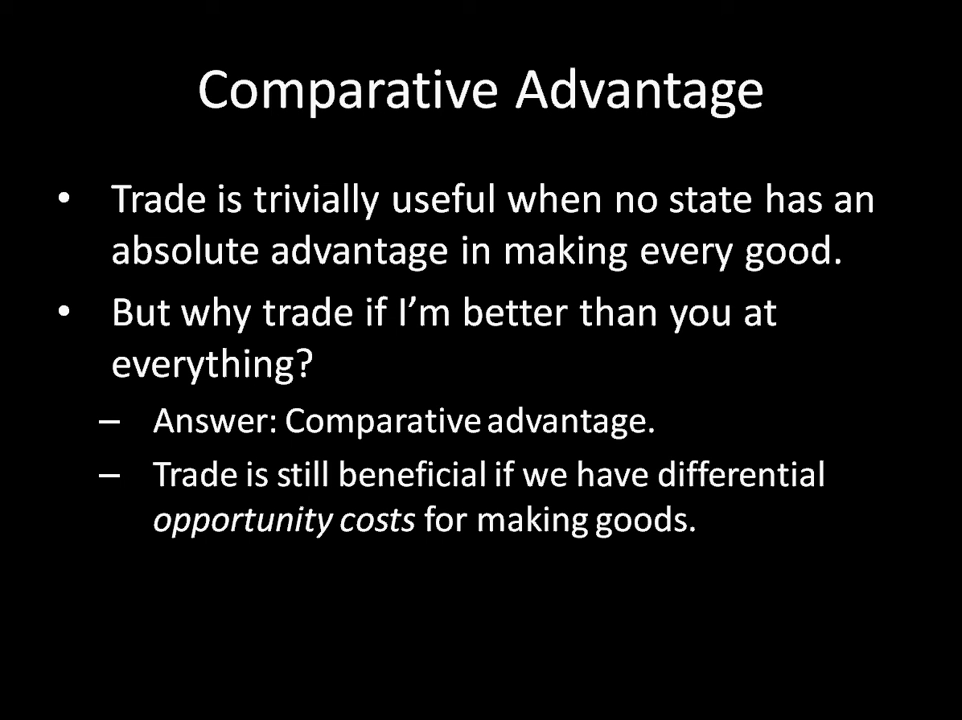 Comparative Advantage
• Trade is trivially useful when no state has an
absolute advantage in making every good.
• But why trade if I’m better than you at
everything?
– Answer: Comparative advantage.
– Trade is still beneficial if we have differential
opportunity costs for making goods.